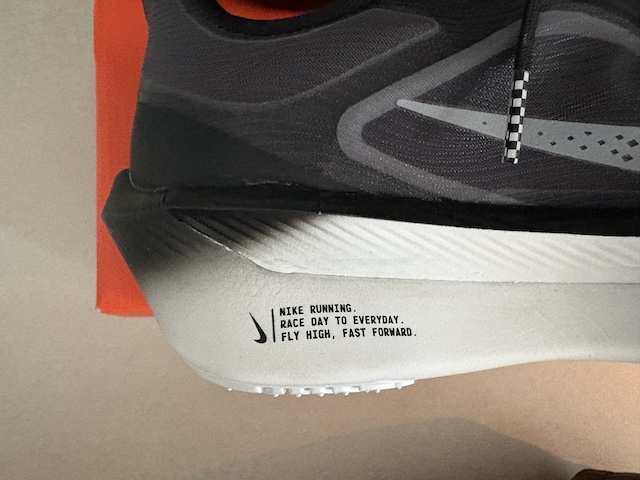 NIKE RUNNING.
RACE DAY TO EVERYDAY.
FLY HIGH, FAST FORWARD.